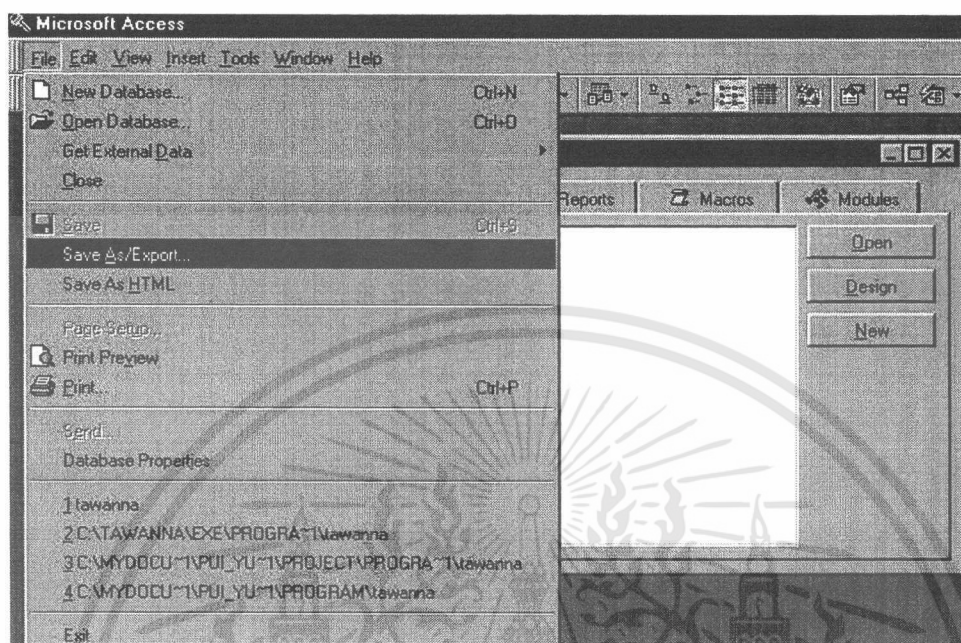 Microsoft Access
File Edit View Insert Tools Window Help
New Database... Ctrl+N
Open Database... Ctrl+O
Get External Data
Close
Save Ctrl+S
Save As/Export...
Save As HTML
Page Setup...
Print Preview
Print... Ctrl+P
Send...
Database Properties
1 tawanna
2 C:\TAWANNA\EXE\PROGRA~1\tawanna
3 C:\MYDOCU~1\PUI_YU~1\PROJECT\PROGRA~1\tawanna
4 C:\MYDOCU~1\PUI_YU~1\PROGRAM\tawanna
Exit
Reports Macros Modules
Open
Design
New